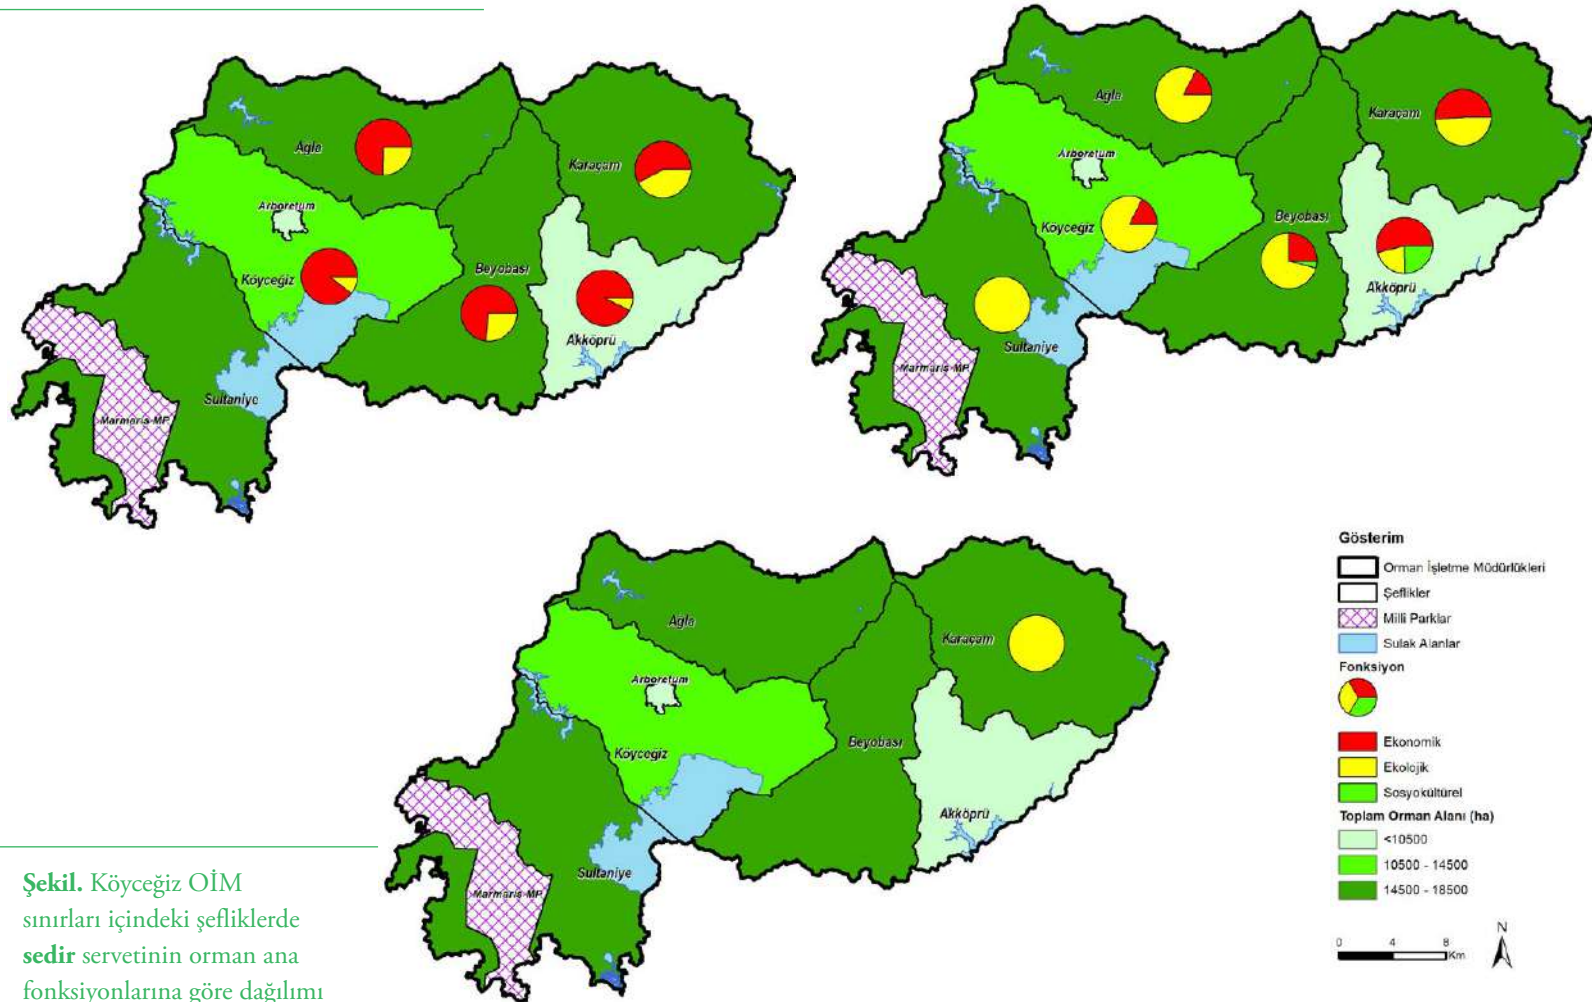 Ağla
Karaçam
Arboretum
Köyceğiz
Beyobası
Akköprü
Sultaniye
Marmaris-MP
Ağla
Karaçam
Arboretum
Köyceğiz
Beyobası
Akköprü
Sultaniye
Marmaris-MP
Ağla
Karaçam
Arboretum
Köyceğiz
Beyobası
Akköprü
Sultaniye
Marmaris-MP
Gösterim
Orman İşletme Müdürlükleri
Şeflikler
Milli Parklar
Sulak Alanlar
Fonksiyon
Ekonomik
Ekolojik
Sosyokültürel
Toplam Orman Alanı (ha)
<10500
10500 - 14500
14500 - 18500
N
0 4 8
Km
Şekil. Köyceğiz OİM
sınırları içindeki şefliklerde
sedir servetinin orman ana
fonksiyonlarına göre dağılımı